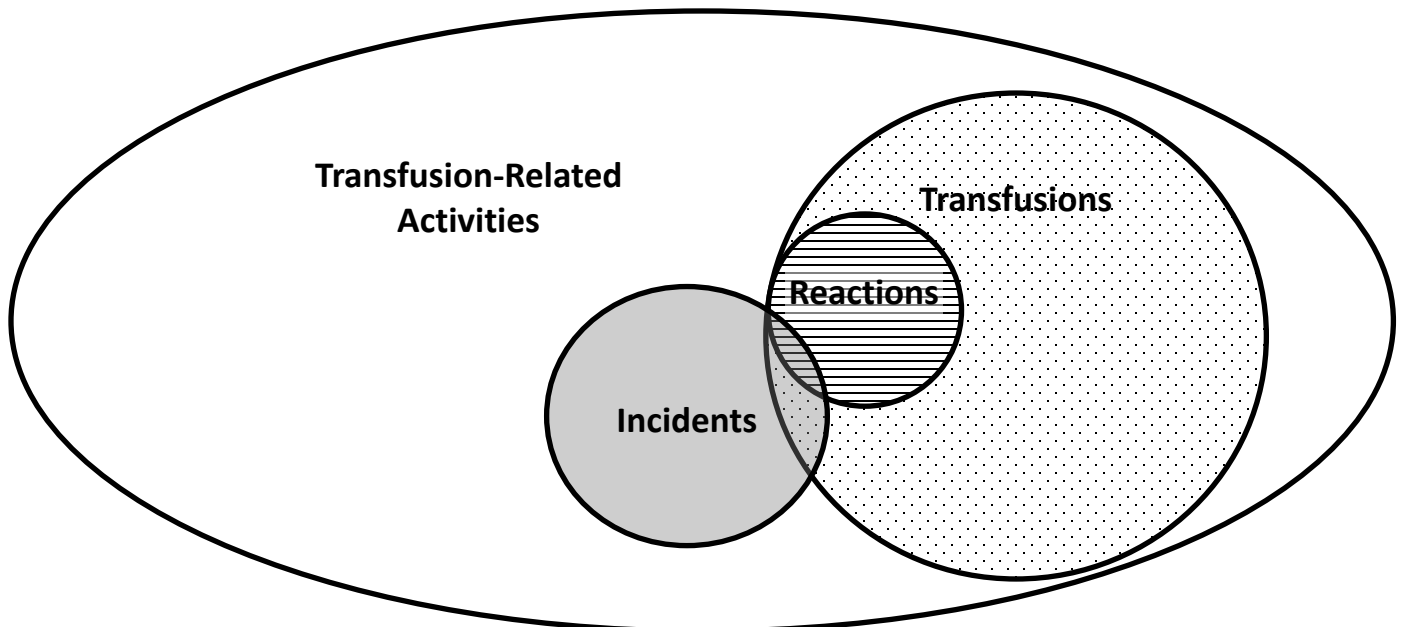 Transfusion-Related
Activities
Transfusions
Reactions
Incidents